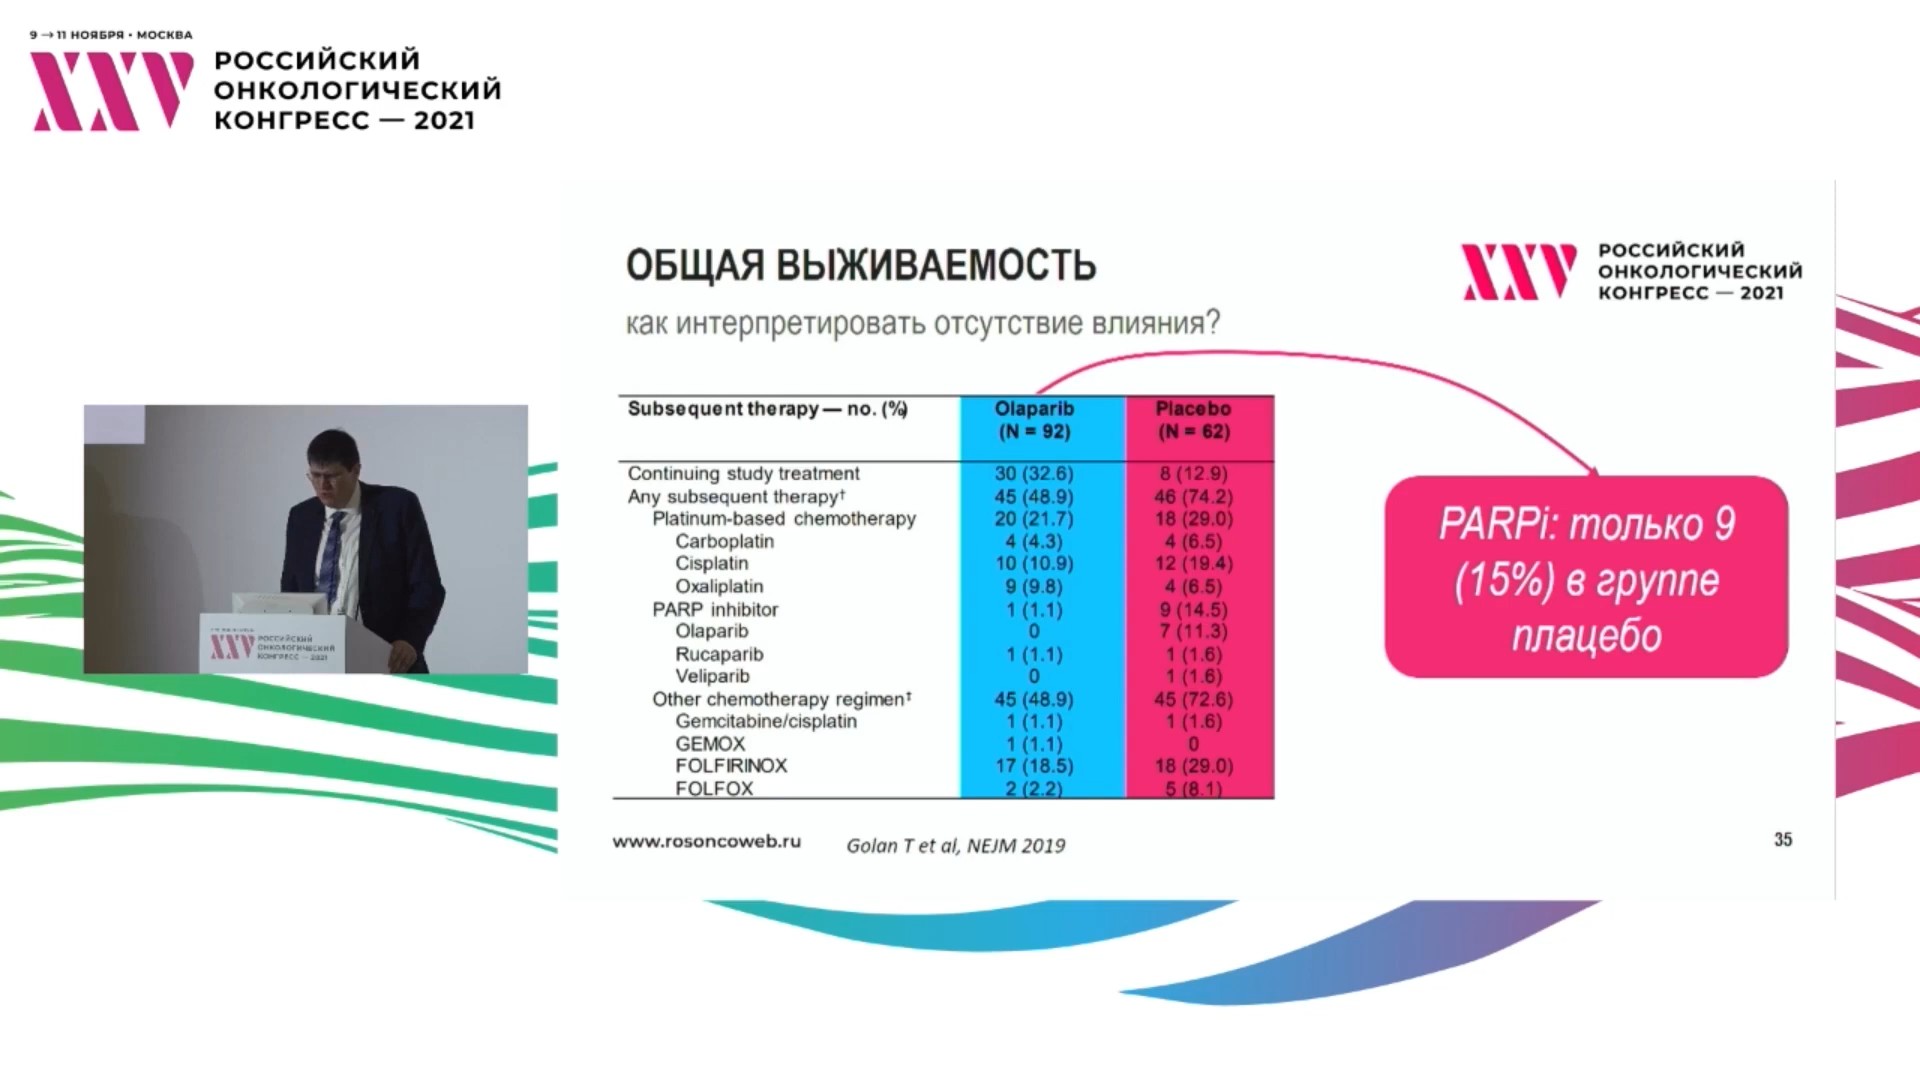 9 → 11 НОЯБРЯ • МОСКВА
XXV
РОССИЙСКИЙ
ОНКОЛОГИЧЕСКИЙ
КОНГРЕСС — 2021
ОБЩАЯ ВЫЖИВАЕМОСТЬ
как интерпретировать отсутствие влияния?
XXV
РОССИЙСКИЙ
ОНКОЛОГИЧЕСКИЙ
КОНГРЕСС — 2021
Subsequent therapy — no. (%) Olaparib Placebo
(N = 92) (N = 62)
Continuing study treatment 30 (32.6) 8 (12.9)
Any subsequent therapy† 45 (48.9) 46 (74.2)
Platinum-based chemotherapy 20 (21.7) 18 (29.0)
Carboplatin 4 (4.3) 4 (6.5)
Cisplatin 10 (10.9) 12 (19.4)
Oxaliplatin 9 (9.8) 4 (6.5)
PARP inhibitor 1 (1.1) 9 (14.5)
Olaparib 0 7 (11.3)
Rucaparib 1 (1.1) 1 (1.6)
Veliparib 0 1 (1.6)
Other chemotherapy regimen‡ 45 (48.9) 45 (72.6)
Gemcitabine/cisplatin 1 (1.1) 1 (1.6)
GEMOX 1 (1.1) 0
FOLFIRINOX 17 (18.5) 18 (29.0)
FOLFOX 2 (2.2) 5 (8.1)
PARPi: только 9
(15%) в группе
плацебо
XXV
РОССИЙСКИЙ
ОНКОЛОГИЧЕСКИЙ
КОНГРЕСС — 2021
www.rosoncoweb.ru
Golan T et al, NEJM 2019
35